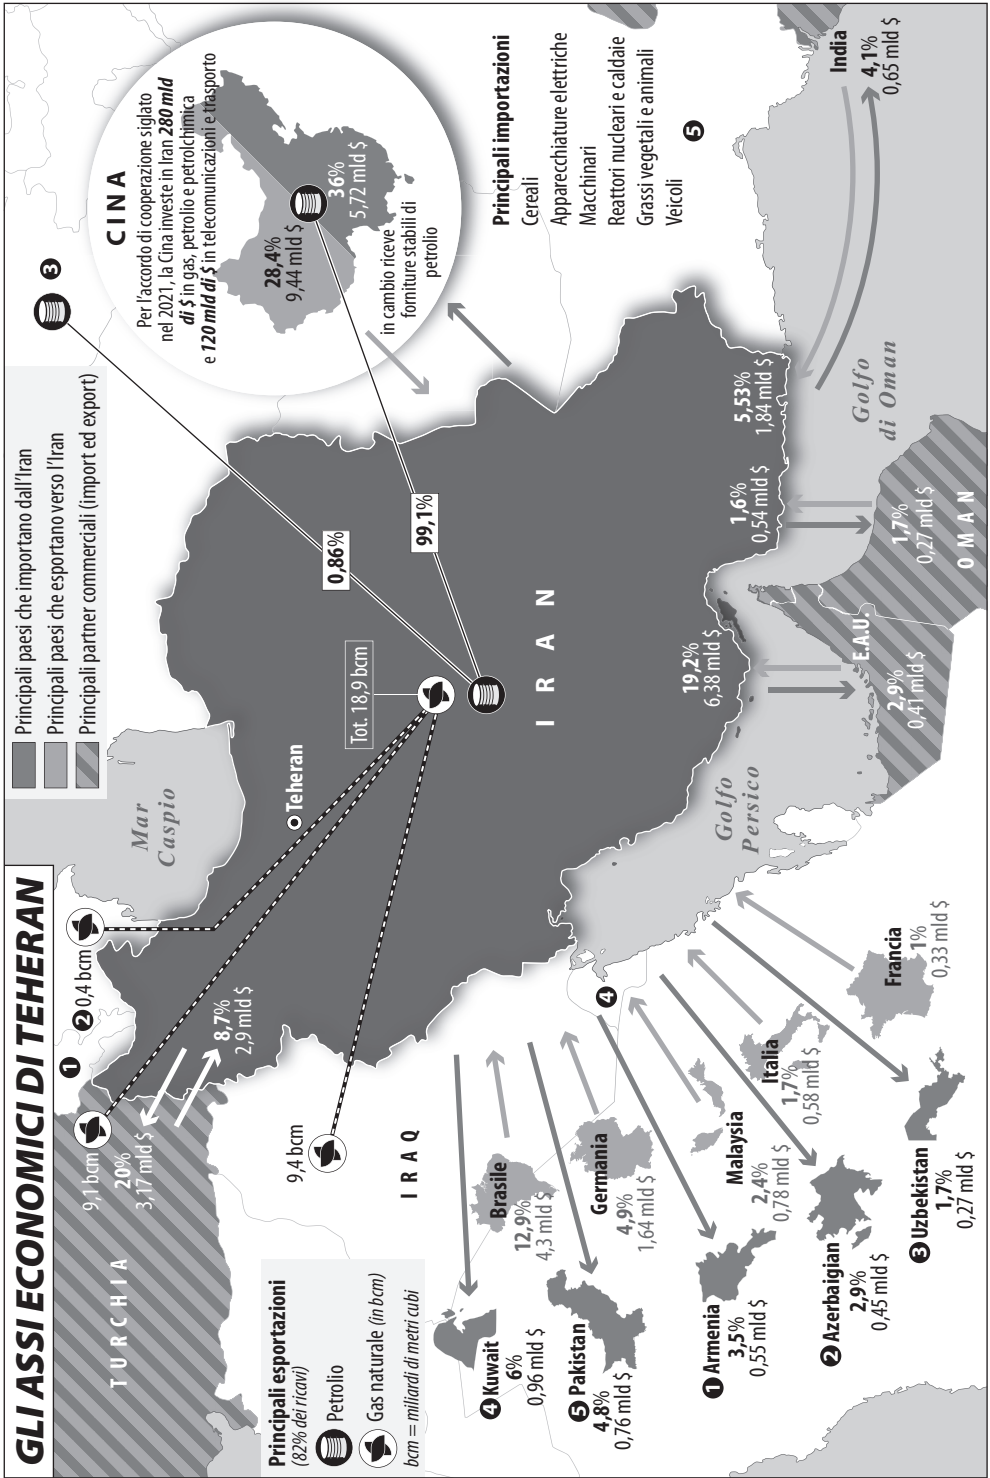 GLI ASSI ECONOMICI DI TEHERAN
Principali paesi che importano dall'Iran
Principali paesi che esportano verso l'Iran
Principali partner commerciali (import ed export)
3
CINA
Per l'accordo di cooperazione siglato
nel 2021, la Cina investe in Iran 280 mld
di $ in gas, petrolio e petrolchimica
e 120 mld di $ in telecomunicazioni e trasporto
28,4%
9,44 mld $
36%
5,72 mld $
in cambio riceve
forniture stabili di
petrolio
Principali importazioni
Cereali
Apparecchiature elettriche
Macchinari
Reattori nucleari e caldaie
Grassi vegetali e animali
Veicoli
5
India
4,1%
0,65 mld $
Mar
Caspio
1
2 0,4 bcm
9,1 bcm
20%
3,17 mld $
8,7%
2,9 mld $
TURCHIA
Teheran
Tot. 18,9 bcm
0,86%
99,1%
IRAN
9,4 bcm
IRAQ
19,2%
6,38 mld $
1,6%
0,54 mld $
5,53%
1,84 mld $
Golfo
Persico
Golfo
di Oman
E.A.U.
2,9%
0,41 mld $
1,7%
0,27 mld $
OMAN
Principali esportazioni
(82% dei ricavi)
Petrolio
Gas naturale (in bcm)
bcm = miliardi di metri cubi
4
4 Kuwait
6%
0,96 mld $
Brasile
12,9%
4,3 mld $
5 Pakistan
4,8%
0,76 mld $
Germania
4,9%
1,64 mld $
1 Armenia
3,5%
0,55 mld $
Malaysia
2,4%
0,78 mld $
2 Azerbaigian
2,9%
0,45 mld $
Italia
1,7%
0,58 mld $
3 Uzbekistan
1,7%
0,27 mld $
Francia
1%
0,33 mld $